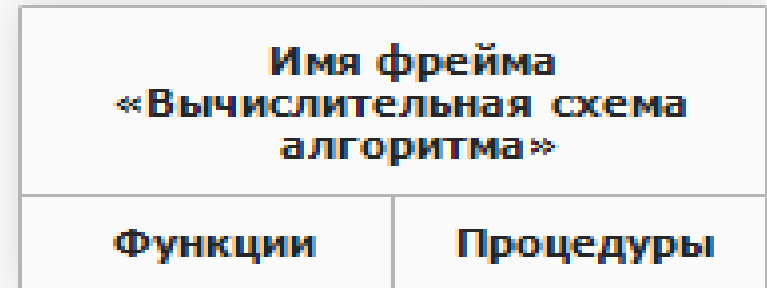 Имя фрейма
«Вычислительная схема
алгоритма»
Функции
Процедуры